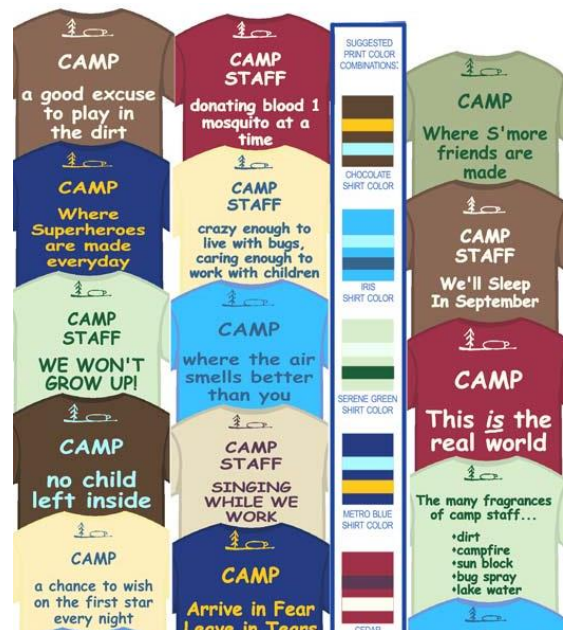 CAMP
a good excuse
to play in
the dirt
CAMP
Where
Superheroes
are made
everyday
CAMP
STAFF
WE WON'T
GROW UP!
CAMP
no child
left inside
CAMP
a chance to wish
on the first star
every night
CAMP
STAFF
donating blood 1
mosquito at a
time
CAMP
STAFF
crazy enough to
live with bugs,
caring enough to
work with children
CAMP
where the air
smells better
than you
CAMP
STAFF
SINGING
WHILE WE
WORK
CAMP
Arrive in Fear
Leave in Tears
SUGGESTED
PRINT COLOR
COMBINATIONS:
CHOCOLATE
SHIRT COLOR
IRIS
SHIRT COLOR
SERENE GREEN
SHIRT COLOR
METRO BLUE
SHIRT COLOR
CEDAR
CAMP
Where S'more
friends are
made
CAMP
STAFF
We'll Sleep
In September
CAMP
This is the
real world
The many fragrances
of camp staff...
•dirt
•campfire
•sun block
•bug spray
•lake water